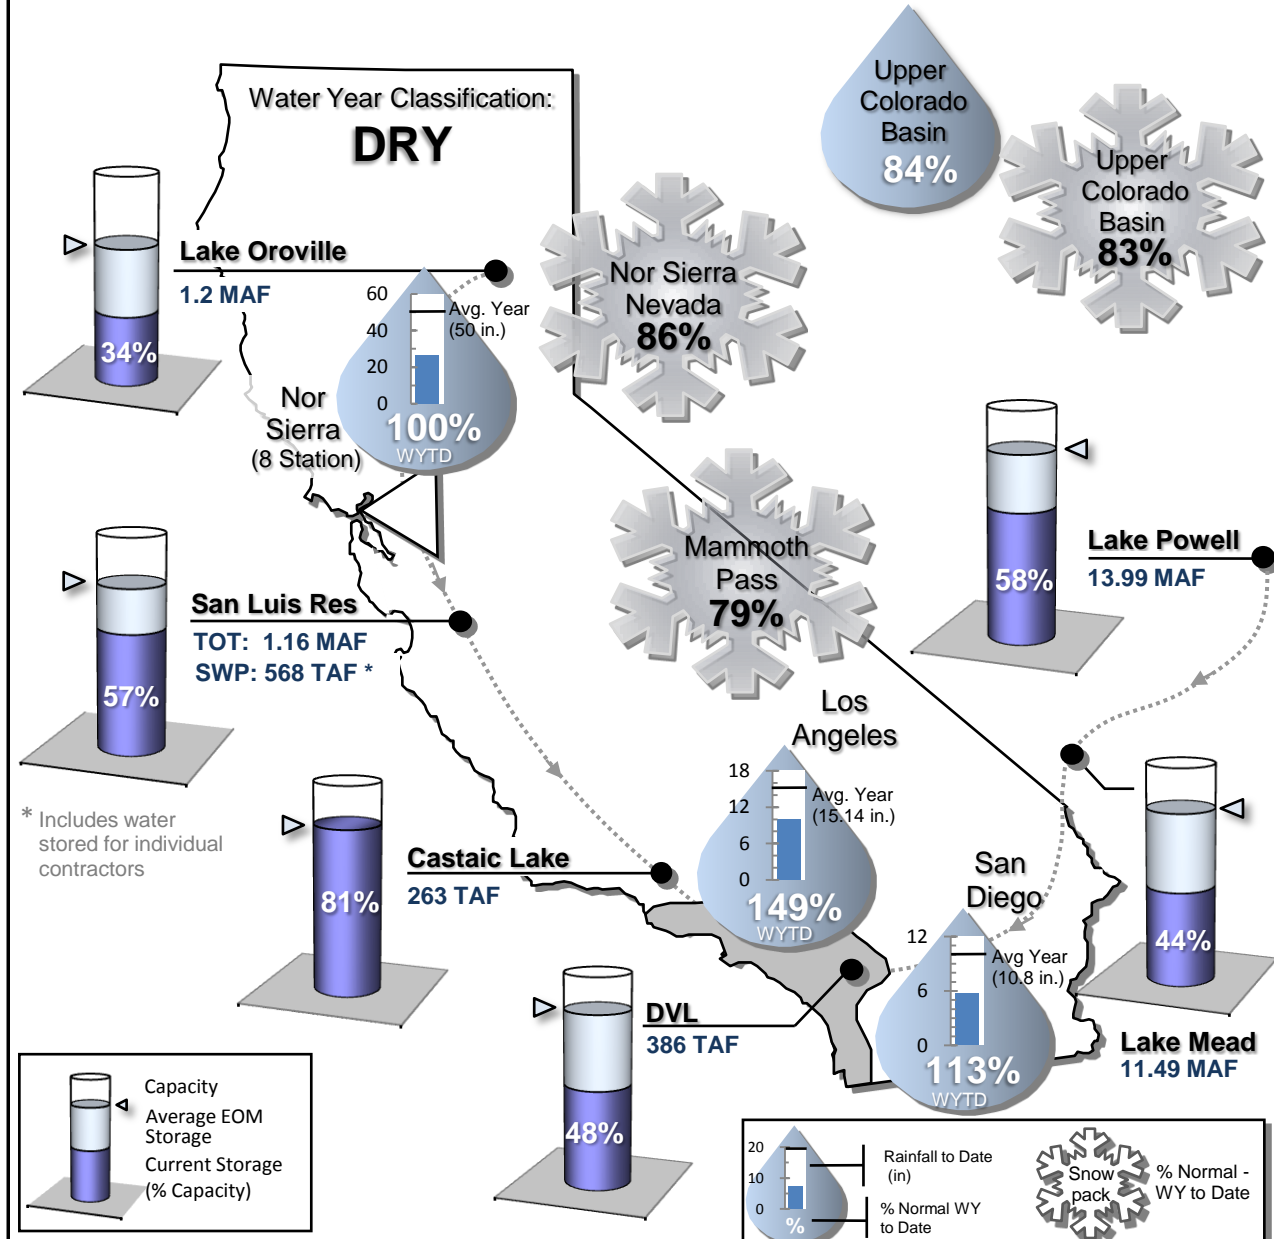 Water Year Classification:
DRY
Upper
Colorado
Basin
84%
Upper
Colorado
Basin
83%
Lake Oroville
1.2 MAF
34%
60
40
20
0
Avg. Year
(50 in.)
100%
WYTD
Nor
Sierra
(8 Station)
Nor Sierra
Nevada
86%
Mammoth
Pass
79%
58%
Lake Powell
13.99 MAF
San Luis Res
TOT: 1.16 MAF
SWP: 568 TAF *
57%
* Includes water
stored for individual
contractors
Los
Angeles
18
12
6
0
Avg. Year
(15.14 in.)
149%
WYTD
Castaic Lake
263 TAF
81%
San
Diego
12
6
0
Avg Year
(10.8 in.)
113%
WYTD
44%
Lake Mead
11.49 MAF
DVL
386 TAF
48%
Capacity
Average EOM
Storage
Current Storage
(% Capacity)
20
10
0
%
Rainfall to Date
(in)
% Normal WY
to Date
Snow
pack
% Normal -
WY to Date